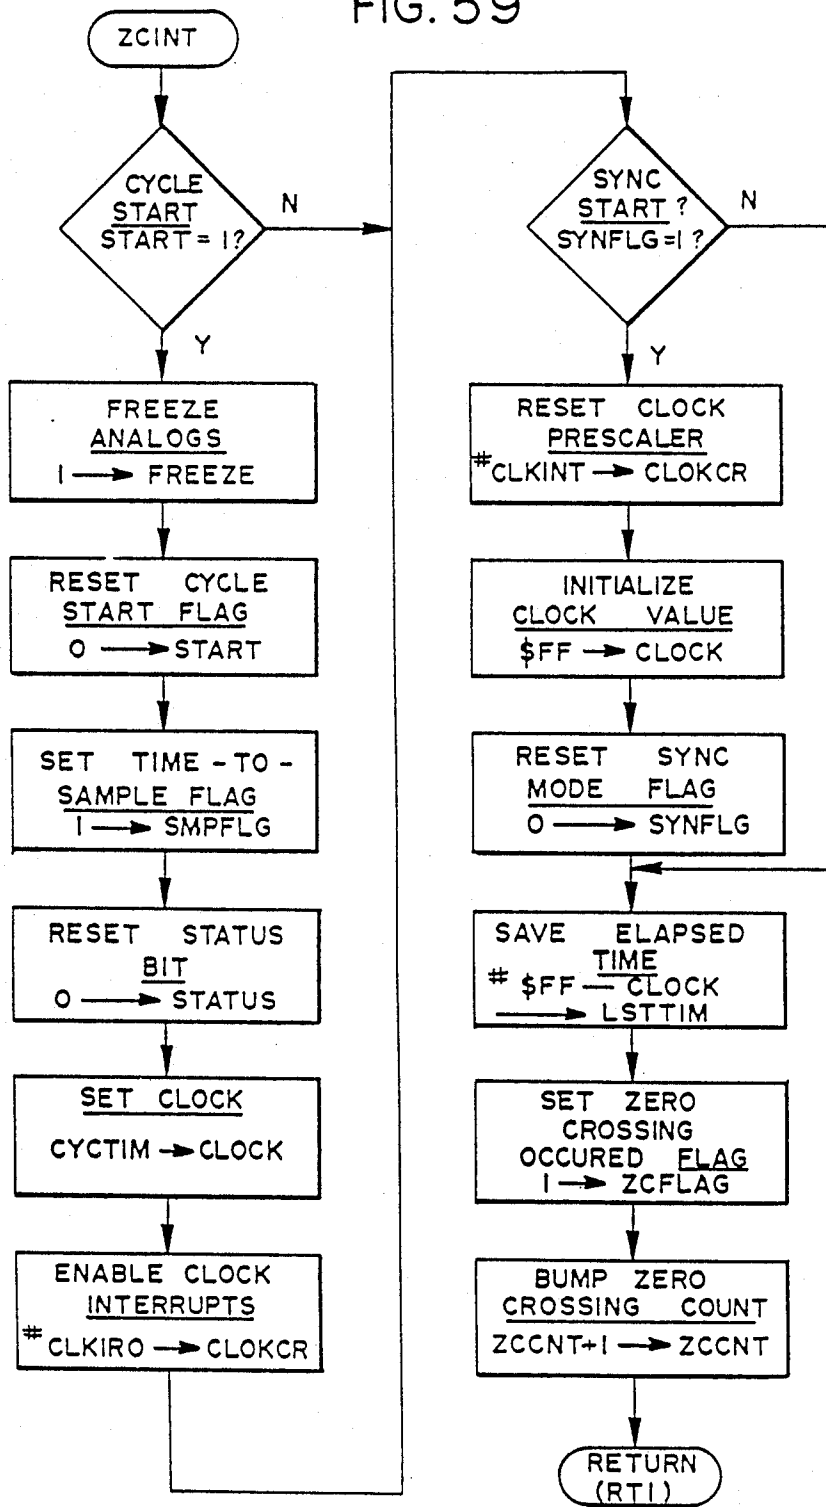 FIG. 59
ZCINT
CYCLE
START
START = 1?
N
Y
FREEZE
ANALOGS
1 → FREEZE
RESET CYCLE
START FLAG
0 → START
SET TIME-TO-
SAMPLE FLAG
1 → SMPFLG
RESET STATUS
BIT
0 → STATUS
SET CLOCK
CYCTIM → CLOCK
ENABLE CLOCK
INTERRUPTS
# CLKIRO → CLOKCR
SYNC
START ?
SYNFLG=1 ?
N
Y
RESET CLOCK
PRESCALER
# CLKINT → CLOKCR
INITIALIZE
CLOCK VALUE
$FF → CLOCK
RESET SYNC
MODE FLAG
0 → SYNFLG
SAVE ELAPSED
TIME
# $FF — CLOCK
→ LSTTIM
SET ZERO
CROSSING
OCCURED FLAG
1 → ZCFLAG
BUMP ZERO
CROSSING COUNT
ZCCNT+1 → ZCCNT
RETURN
(RTI)